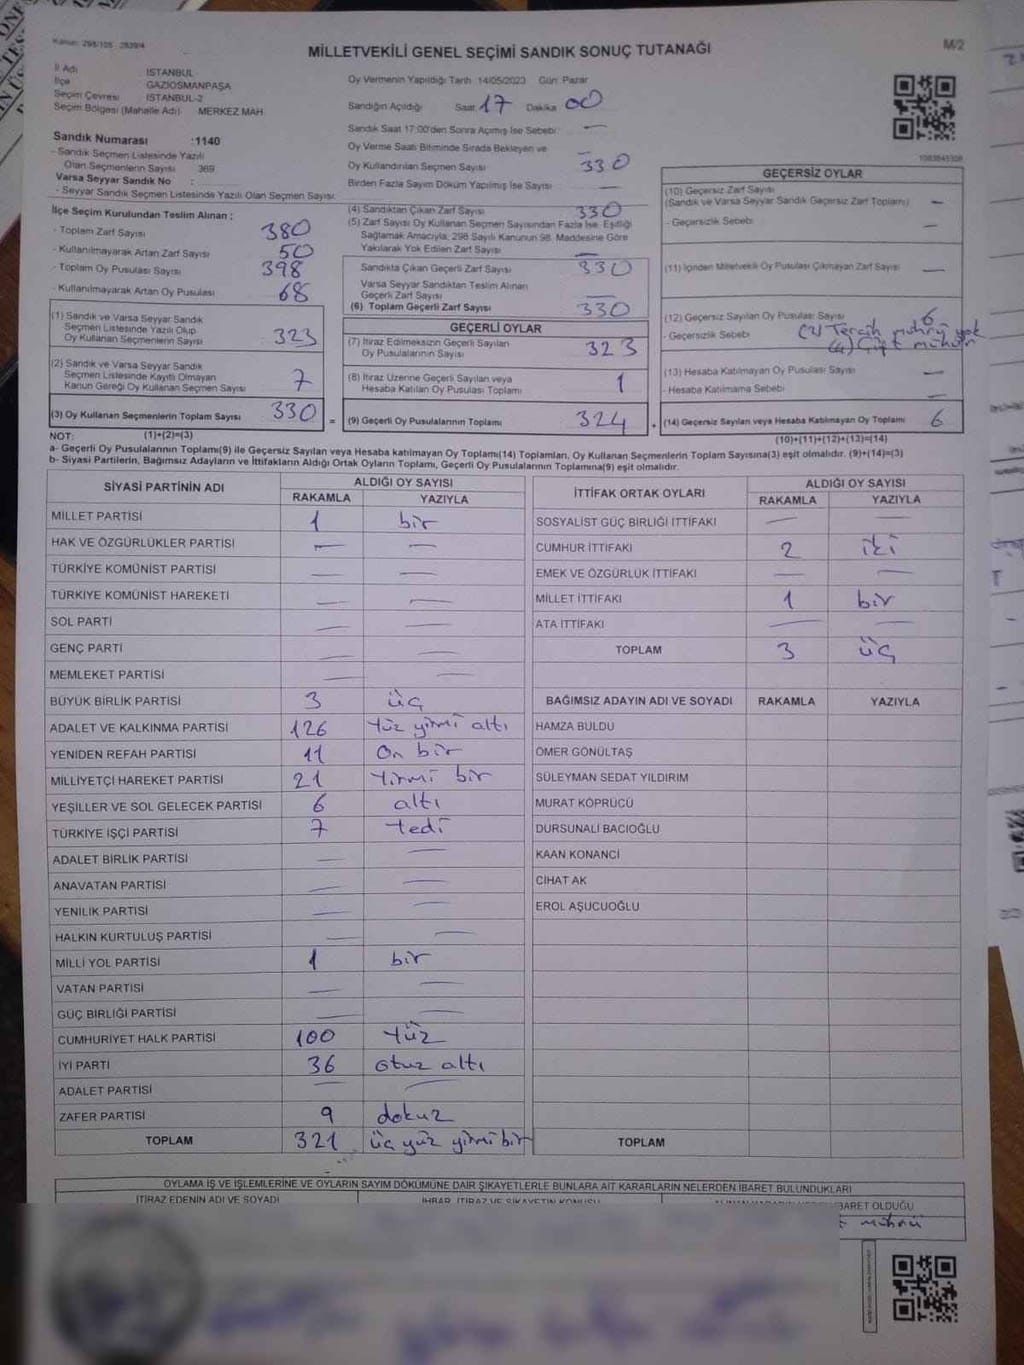 Kanun: 298/105 2839/4
M/2
MİLLETVEKİLİ GENEL SEÇİMİ SANDIK SONUÇ TUTANAĞI
İl Adı İSTANBUL
İlçe GAZİOSMANPAŞA
Seçim Çevresi İSTANBUL-2
Seçim Bölgesi (Mahalle Adı) MERKEZ MAH.
Sandık Numarası :1140
- Sandık Seçmen Listesinde Yazılı
Olan Seçmenlerin Sayısı 369
Varsa Seyyar Sandık No :
- Seyyar Sandık Seçmen Listesinde Yazılı Olan Seçmen Sayısı:
Oy Vermenin Yapıldığı Tarih 14/05/2023 Gün: Pazar
Sandığın Açıldığı Saat 17 Dakika 00
Sandık Saat 17:00'den Sonra Açılmış İse Sebebi: —
Oy Verme Saati Bitiminde Sırada Bekleyen ve
Oy Kullandırılan Seçmen Sayısı — 330
Birden Fazla Sayım Döküm Yapılmış İse Sayısı —
İlçe Seçim Kurulundan Teslim Alınan :
- Toplam Zarf Sayısı 380
- Kullanılmayarak Artan Zarf Sayısı 50
- Toplam Oy Pusulası Sayısı 398
- Kullanılmayarak Artan Oy Pusulası 68
(1) Sandık ve Varsa Seyyar Sandık
Seçmen Listesinde Yazılı Olup
Oy Kullanan Seçmenlerin Sayısı 323
(2) Sandık ve Varsa Seyyar Sandık
Seçmen Listesinde Kayıtlı Olmayan
Kanun Gereği Oy Kullanan Seçmen Sayısı 7
(3) Oy Kullanan Seçmenlerin Toplam Sayısı 330 =
(1)+(2)=(3)
(4) Sandıktan Çıkan Zarf Sayısı 330
(5) Zarf Sayısı Oy Kullanan Seçmen Sayısından Fazla İse, Eşitliği
Sağlamak Amacıyla, 298 Sayılı Kanunun 98. Maddesine Göre
Yakılarak Yok Edilen Zarf Sayısı —
Sandıkta Çıkan Geçerli Zarf Sayısı 330
Varsa Seyyar Sandıktan Teslim Alınan
Geçerli Zarf Sayısı —
(6) Toplam Geçerli Zarf Sayısı 330
GEÇERLİ OYLAR
(7) İtiraz Edilmeksizin Geçerli Sayılan
Oy Pusulalarının Sayısı 323
(8) İtiraz Üzerine Geçerli Sayılan veya
Hesaba Katılan Oy Pusulası Toplamı 1
(9) Geçerli Oy Pusulalarının Toplamı 324 +
GEÇERSİZ OYLAR
(10) Geçersiz Zarf Sayısı
(Sandık ve Varsa Seyyar Sandık Geçersiz Zarf Toplamı) —
- Geçersizlik Sebebi —
(11) İçinden Milletvekili Oy Pusulası Çıkmayan Zarf Sayısı —
(12) Geçersiz Sayılan Oy Pusulası Sayısı 6
- Geçersizlik Sebebi (2) Tercih mührü yok
(4) Çift mühür
(13) Hesaba Katılmayan Oy Pusulası Sayısı —
- Hesaba Katılmama Sebebi —
(14) Geçersiz Sayılan veya Hesaba Katılmayan Oy Toplamı 6
(10)+(11)+(12)+(13)=(14)
NOT:
a- Geçerli Oy Pusulalarının Toplamı(9) ile Geçersiz Sayılan veya Hesaba katılmayan Oy Toplamı(14) Toplamları, Oy Kullanan Seçmenlerin Toplam Sayısına(3) eşit olmalıdır. (9)+(14)=(3)
b- Siyasi Partilerin, Bağımsız Adayların ve İttifakların Aldığı Ortak Oyların Toplamı, Geçerli Oy Pusulalarının Toplamına(9) eşit olmalıdır.
SİYASİ PARTİNİN ADI ALDIĞI OY SAYISI
RAKAMLA YAZIYLA
MİLLET PARTİSİ 1 bir
HAK VE ÖZGÜRLÜKLER PARTİSİ — —
TÜRKİYE KOMÜNİST PARTİSİ — —
TÜRKİYE KOMÜNİST HAREKETİ — —
SOL PARTİ — —
GENÇ PARTİ — —
MEMLEKET PARTİSİ — —
BÜYÜK BİRLİK PARTİSİ 3 üç
ADALET VE KALKINMA PARTİSİ 126 Yüz yirmi altı
YENİDEN REFAH PARTİSİ 11 On bir
MİLLİYETÇİ HAREKET PARTİSİ 21 Yirmi bir
YEŞİLLER VE SOL GELECEK PARTİSİ 6 altı
TÜRKİYE İŞÇİ PARTİSİ 7 Yedi
ADALET BİRLİK PARTİSİ — —
ANAVATAN PARTİSİ — —
YENİLİK PARTİSİ — —
HALKIN KURTULUŞ PARTİSİ — —
MİLLİ YOL PARTİSİ 1 bir
VATAN PARTİSİ — —
GÜÇ BİRLİĞİ PARTİSİ — —
CUMHURİYET HALK PARTİSİ 100 Yüz
İYİ PARTİ 36 otuz altı
ADALET PARTİSİ — —
ZAFER PARTİSİ 9 dokuz
TOPLAM 321 üç yüz yirmi bir
İTTİFAK ORTAK OYLARI ALDIĞI OY SAYISI
RAKAMLA YAZIYLA
SOSYALİST GÜÇ BİRLİĞİ İTTİFAKI — —
CUMHUR İTTİFAKI 2 iki
EMEK VE ÖZGÜRLÜK İTTİFAKI — —
MİLLET İTTİFAKI 1 bir
ATA İTTİFAKI — —
TOPLAM 3 üç
BAĞIMSIZ ADAYIN ADI VE SOYADI RAKAMLA YAZIYLA
HAMZA BULDU
ÖMER GÖNÜLTAŞ
SÜLEYMAN SEDAT YILDIRIM
MURAT KÖPRÜCÜ
DURSUNALİ BACIOĞLU
KAAN KONANCİ
CİHAT AK
EROL AŞUCUOĞLU
TOPLAM
OYLAMA İŞ VE İŞLEMLERİNE VE OYLARIN SAYIM DÖKÜMÜNE DAİR ŞİKAYETLERLE BUNLARA AİT KARARLARIN NELERDEN İBARET BULUNDUKLARI
İTİRAZ EDENİN ADI VE SOYADI
İHBAR, İTİRAZ VE ŞİKAYETİN KONUSU
İBARET OLDUĞU
mührü